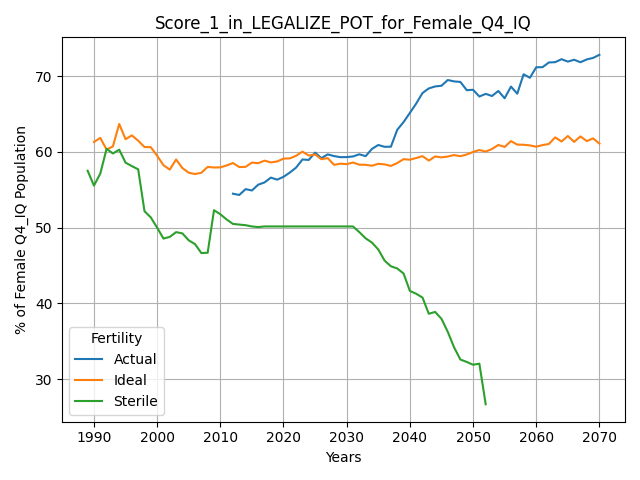 Score_1_in_LEGALIZE_POT_for_Female_Q4_IQ
% of Female Q4_IQ Population
70
60
50
40
30
Fertility
Actual
Ideal
Sterile
1990 2000 2010 2020 2030 2040 2050 2060 2070
Years